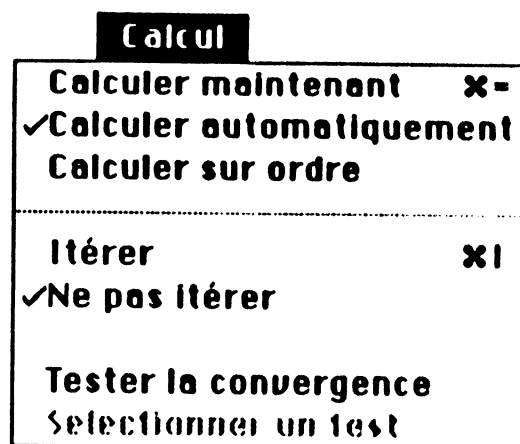 Calcul
Calculer maintenant ⌘=
✓Calculer automatiquement
Calculer sur ordre
Itérer ⌘I
✓Ne pas itérer
Tester la convergence
Sélectionner un test